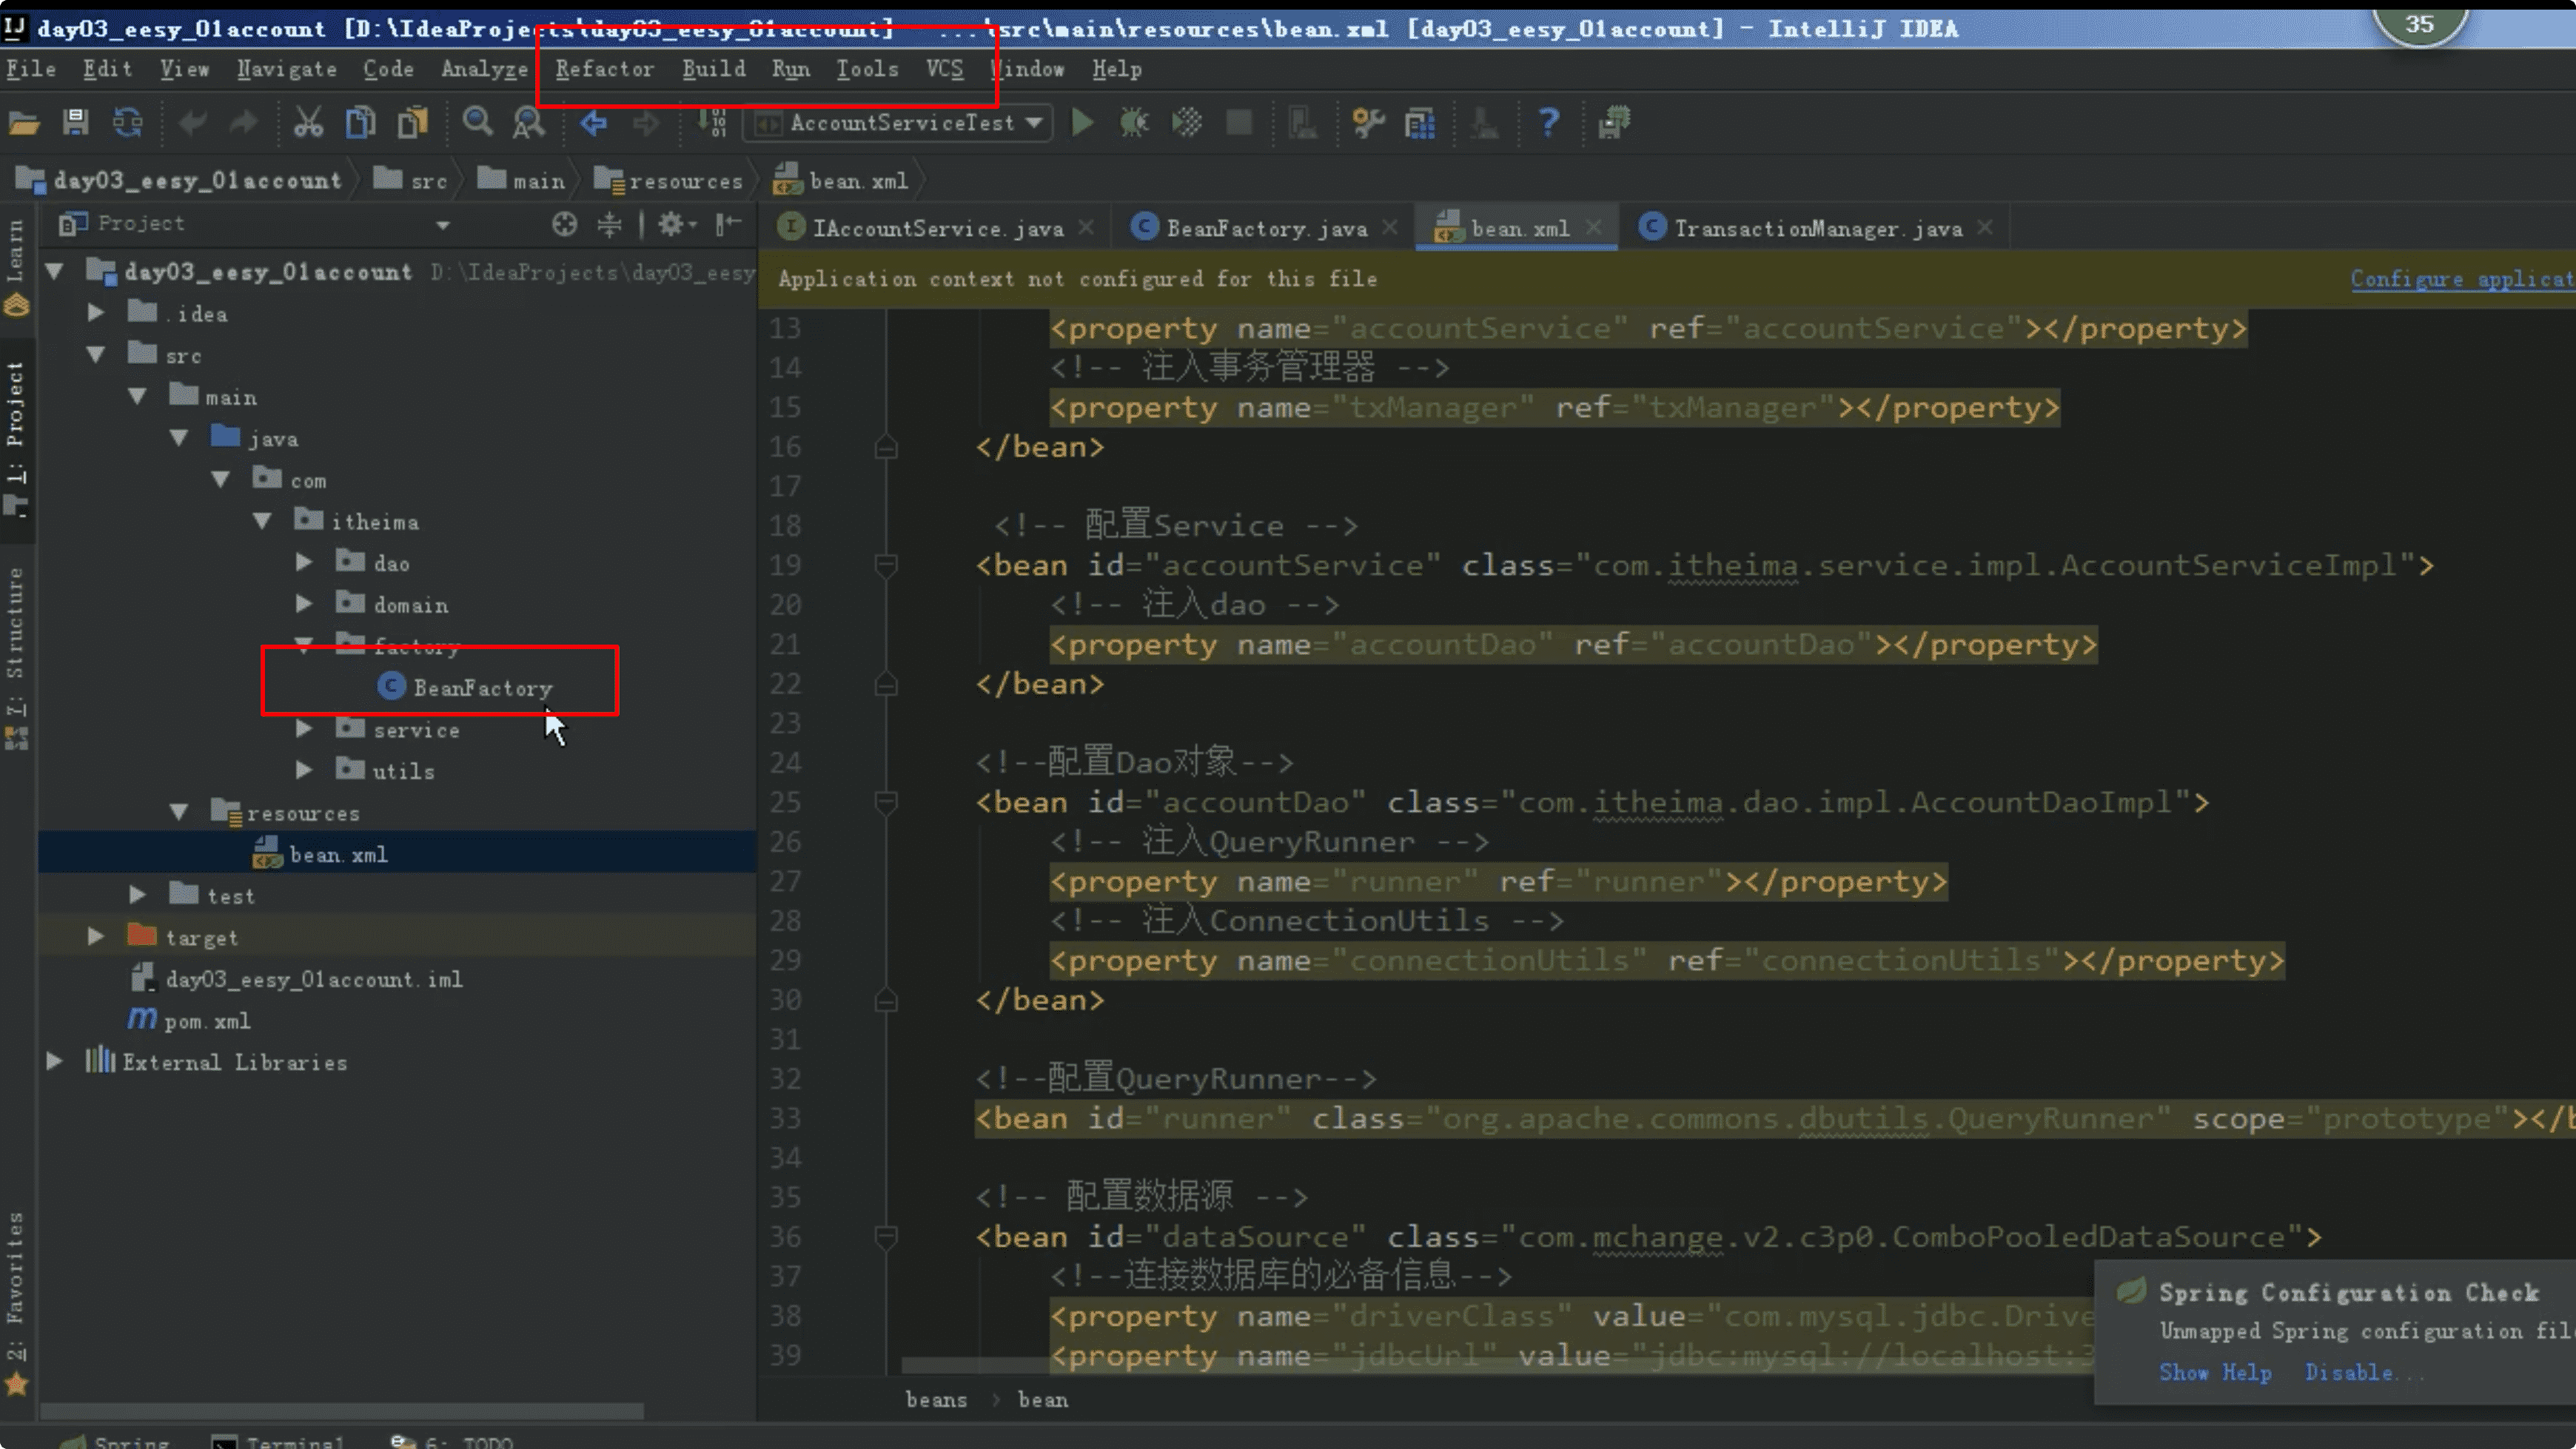 day03_eesy_01account [D:\IdeaProjects\day03_eesy_01account] - ...\src\main\resources\bean.xml [day03_eesy_01account] - IntelliJ IDEA
35
File Edit View Navigate Code Analyze Refactor Build Run Tools VCS Window Help
AccountServiceTest
day03_eesy_01account src main resources bean.xml
Project
IAccountService.java BeanFactory.java bean.xml TransactionManager.java
Application context not configured for this file
Configure applicat
Learn
1: Project
7: Structure
2: Favorites
day03_eesy_01account D:\IdeaProjects\day03_eesy
.idea
src
main
java
com
itheima
dao
domain
factory
BeanFactory
service
utils
resources
bean.xml
test
target
day03_eesy_01account.iml
pom.xml
External Libraries
13 <property name="accountService" ref="accountService"></property>
14 <!-- 注入事务管理器 -->
15 <property name="txManager" ref="txManager"></property>
16 </bean>
17
18 <!-- 配置Service -->
19 <bean id="accountService" class="com.itheima.service.impl.AccountServiceImpl">
20 <!-- 注入dao -->
21 <property name="accountDao" ref="accountDao"></property>
22 </bean>
23
24 <!--配置Dao对象-->
25 <bean id="accountDao" class="com.itheima.dao.impl.AccountDaoImpl">
26 <!-- 注入QueryRunner -->
27 <property name="runner" ref="runner"></property>
28 <!-- 注入ConnectionUtils -->
29 <property name="connectionUtils" ref="connectionUtils"></property>
30 </bean>
31
32 <!--配置QueryRunner-->
33 <bean id="runner" class="org.apache.commons.dbutils.QueryRunner" scope="prototype"></b
34
35 <!-- 配置数据源 -->
36 <bean id="dataSource" class="com.mchange.v2.c3p0.ComboPooledDataSource">
37 <!--连接数据库的必备信息-->
38 <property name="driverClass" value="com.mysql.jdbc.Drive
39 <property name="jdbcUrl" value="jdbc:mysql://localhost:3
Spring Configuration Check
Unmapped Spring configuration file
Show Help Disable...
beans bean
Spring Terminal 6: TODO